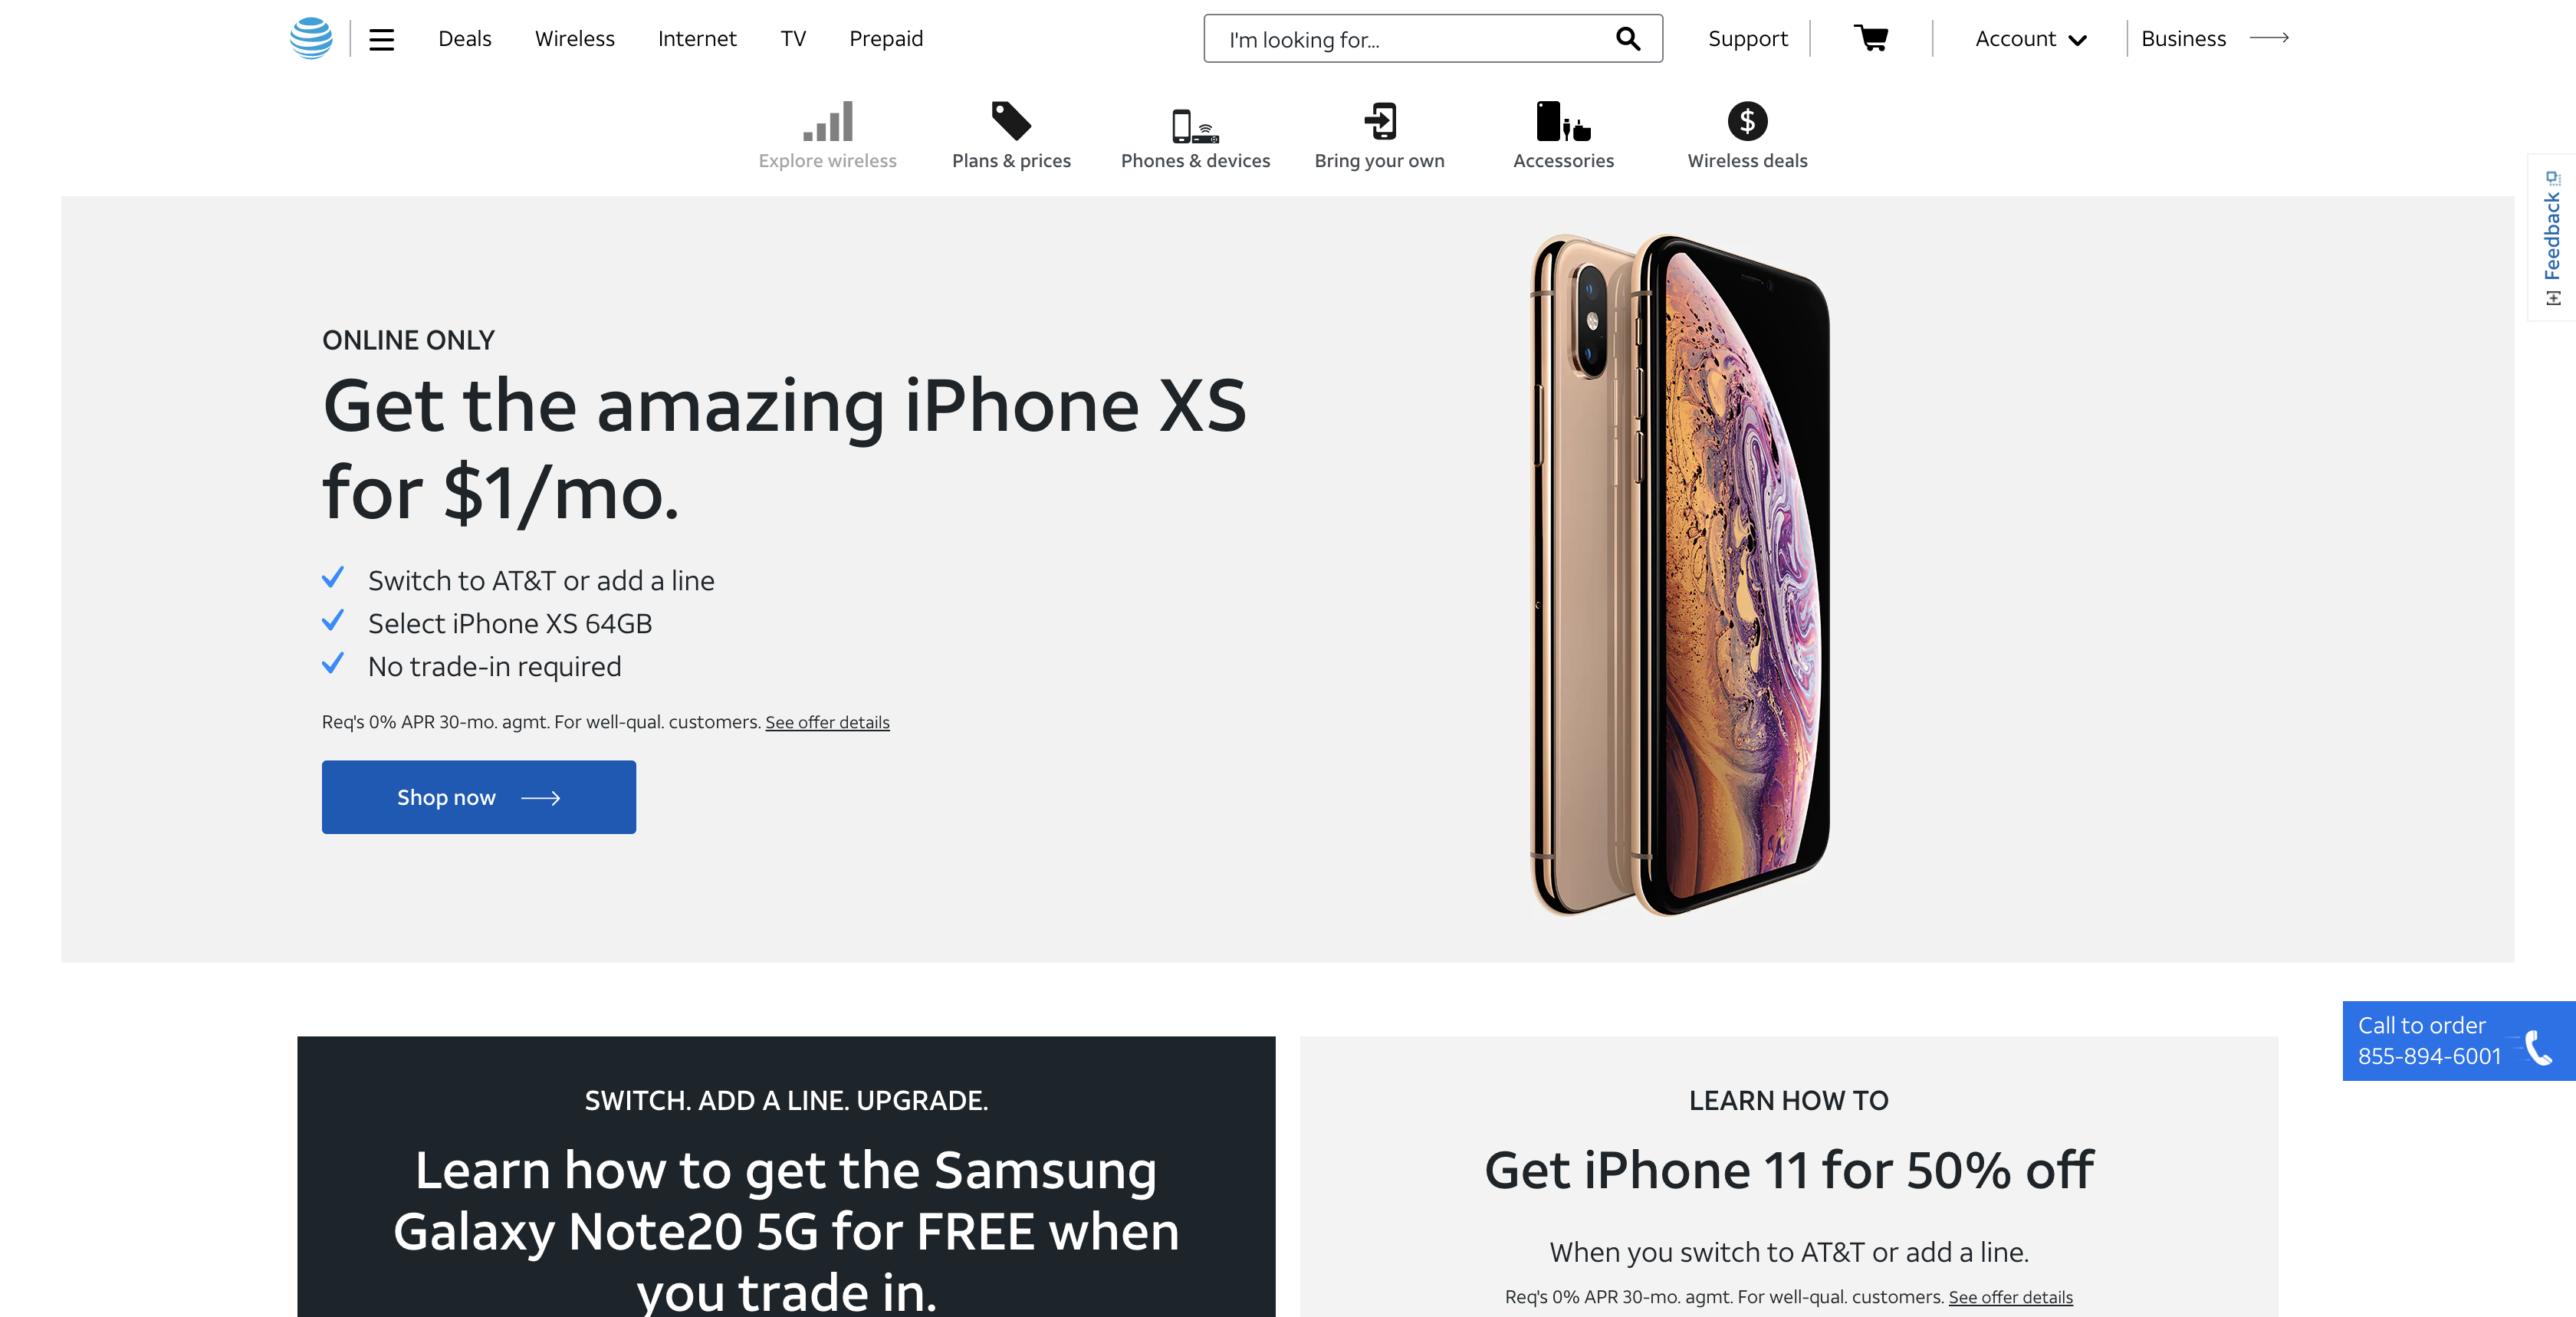 Deals Wireless Internet TV Prepaid I'm looking for... Support Account Business
Explore wireless Plans & prices Phones & devices Bring your own Accessories Wireless deals
Feedback
ONLINE ONLY
Get the amazing iPhone XS
for $1/mo.
Switch to AT&T or add a line
Select iPhone XS 64GB
No trade-in required
Req's 0% APR 30-mo. agmt. For well-qual. customers. See offer details
Shop now
Call to order
855-894-6001
SWITCH. ADD A LINE. UPGRADE.
Learn how to get the Samsung
Galaxy Note20 5G for FREE when
you trade in.
LEARN HOW TO
Get iPhone 11 for 50% off
When you switch to AT&T or add a line.
Req's 0% APR 30-mo. agmt. For well-qual. customers. See offer details